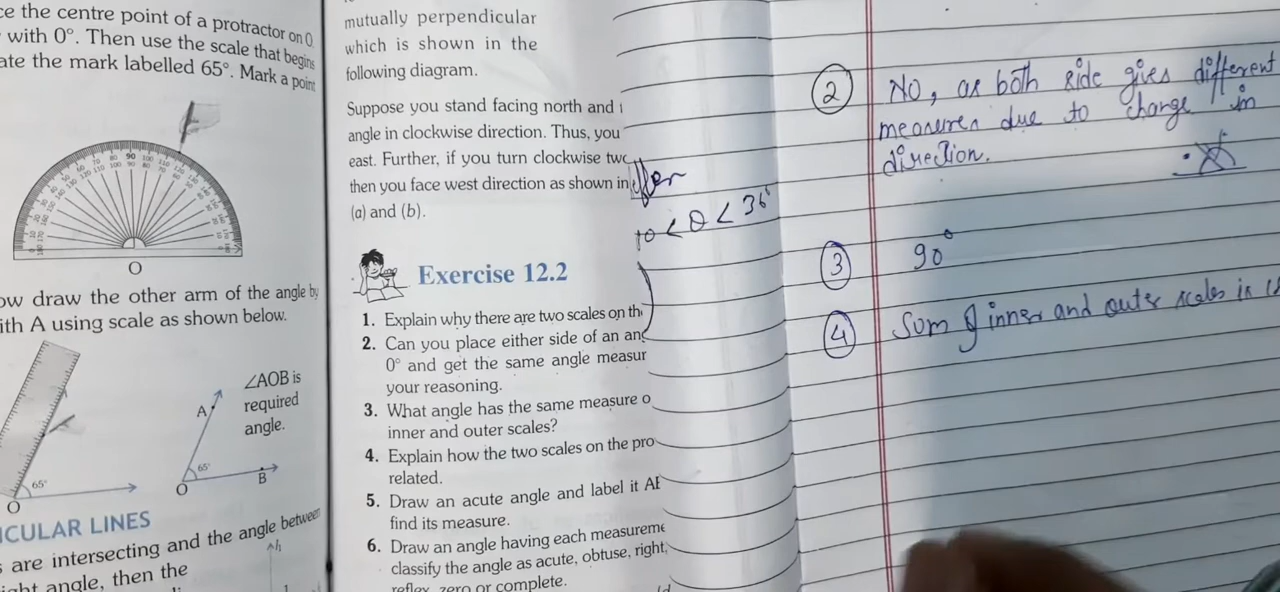 ce the centre point of a protractor on O
with 0°. Then use the scale that begins
ate the mark labelled 65°. Mark a point
O
ow draw the other arm of the angle by
ith A using scale as shown below.
∠AOB is
required
angle.
A
65°
O
B
65°
O
ICULAR LINES
are intersecting and the angle between
ight angle, then the
mutually perpendicular
which is shown in the
following diagram.
Suppose you stand facing north and
angle in clockwise direction. Thus, you
east. Further, if you turn clockwise two
then you face west direction as shown in
(a) and (b).
Exercise 12.2
1. Explain why there are two scales on th
2. Can you place either side of an ang
0° and get the same angle measur
your reasoning.
3. What angle has the same measure o
inner and outer scales?
4. Explain how the two scales on the pro
related.
5. Draw an acute angle and label it AB
find its measure.
6. Draw an angle having each measureme
classify the angle as acute, obtuse, right,
reflex, zero or complete.
② No, as both side gives different
measures due to change in
direction.
③ 90°
④ Sum of inner and outer scales is